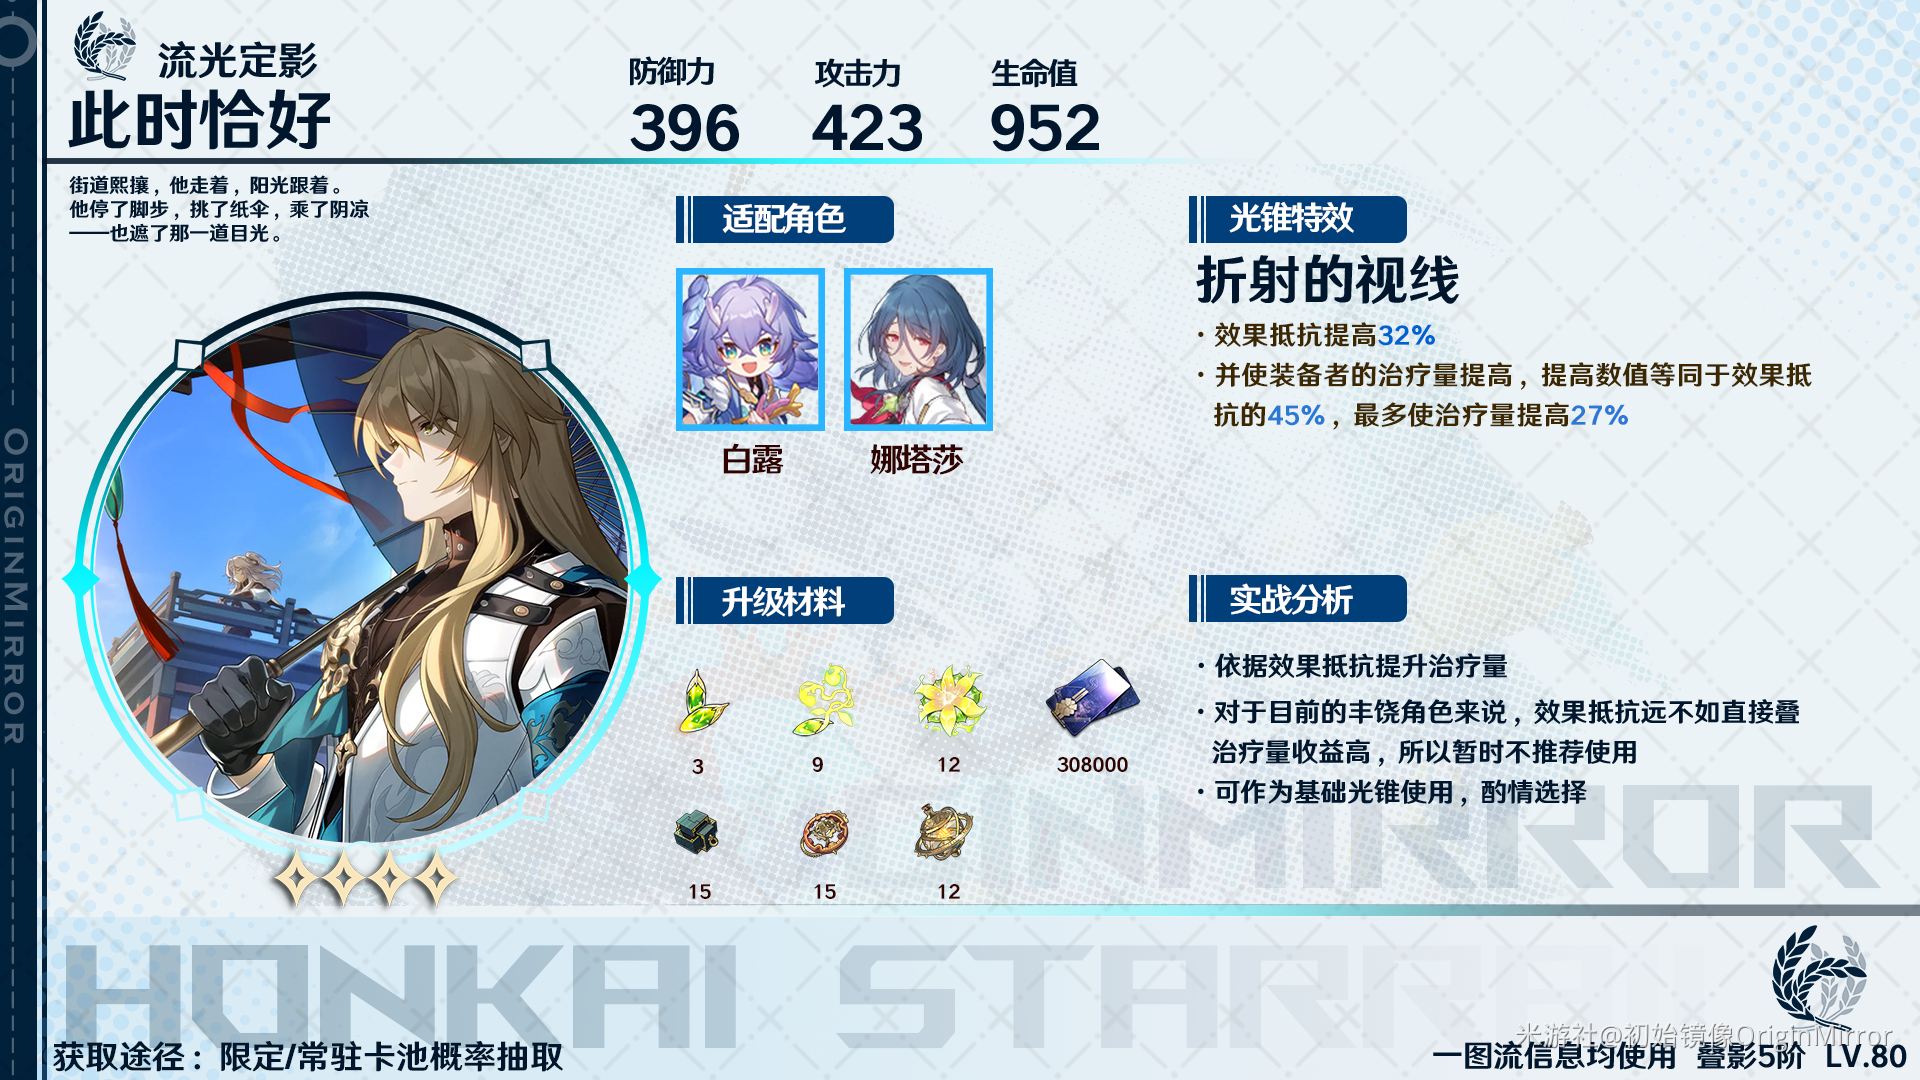 流光定影
此时恰好
防御力 攻击力 生命值
396 423 952
街道熙攘，他走着，阳光跟着。
他停了脚步，挑了纸伞，乘了阴凉
——也遮了那一道目光。
适配角色
白露 娜塔莎
光锥特效
折射的视线
·效果抵抗提高32%
·并使装备者的治疗量提高，提高数值等同于效果抵
抗的45%，最多使治疗量提高27%
升级材料
3 9 12 308000
15 15 12
实战分析
·依据效果抵抗提升治疗量
·对于目前的丰饶角色来说，效果抵抗远不如直接叠
治疗量收益高，所以暂时不推荐使用
·可作为基础光锥使用，酌情选择
ORIGINMIRROR
NMIRROR
HONKAI STARRAIL
米游社@初始镜像OriginMirror
获取途径：限定/常驻卡池概率抽取
一图流信息均使用 叠影5阶 LV.80